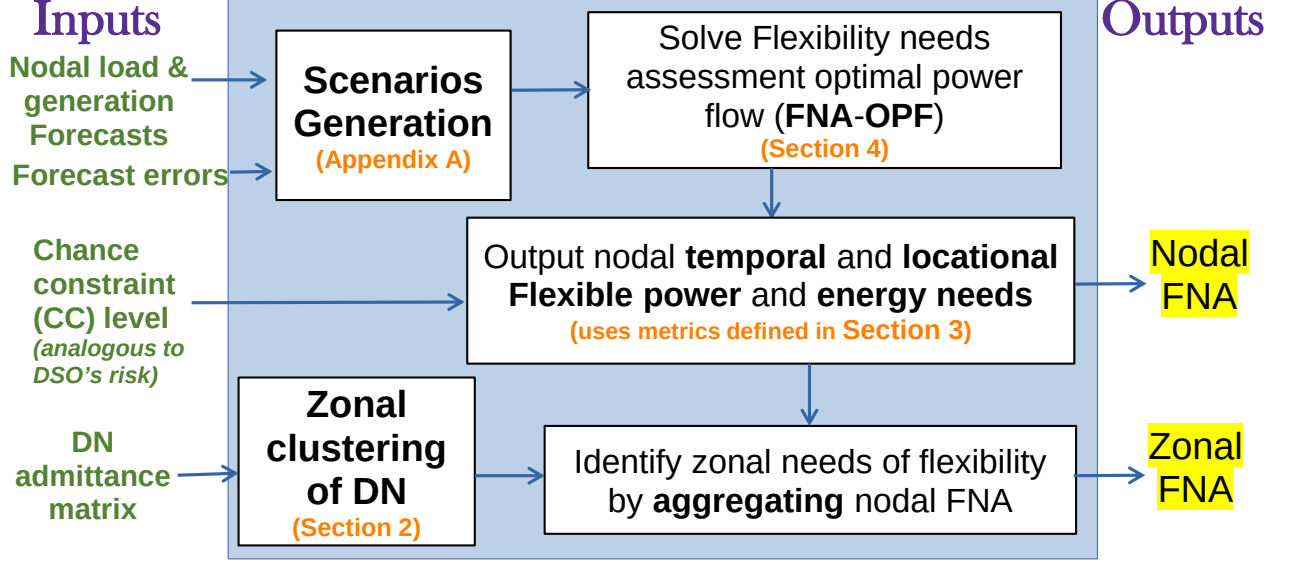 Inputs
Outputs
Nodal load &
generation
Forecasts
Forecast errors
Scenarios
Generation
(Appendix A)
Solve Flexibility needs
assessment optimal power
flow (FNA-OPF)
(Section 4)
Chance
constraint
(CC) level
(analogous to
DSO's risk)
Output nodal temporal and locational
Flexible power and energy needs
(uses metrics defined in Section 3)
Nodal
FNA
DN
admittance
matrix
Zonal
clustering
of DN
(Section 2)
Identify zonal needs of flexibility
by aggregating nodal FNA
Zonal
FNA